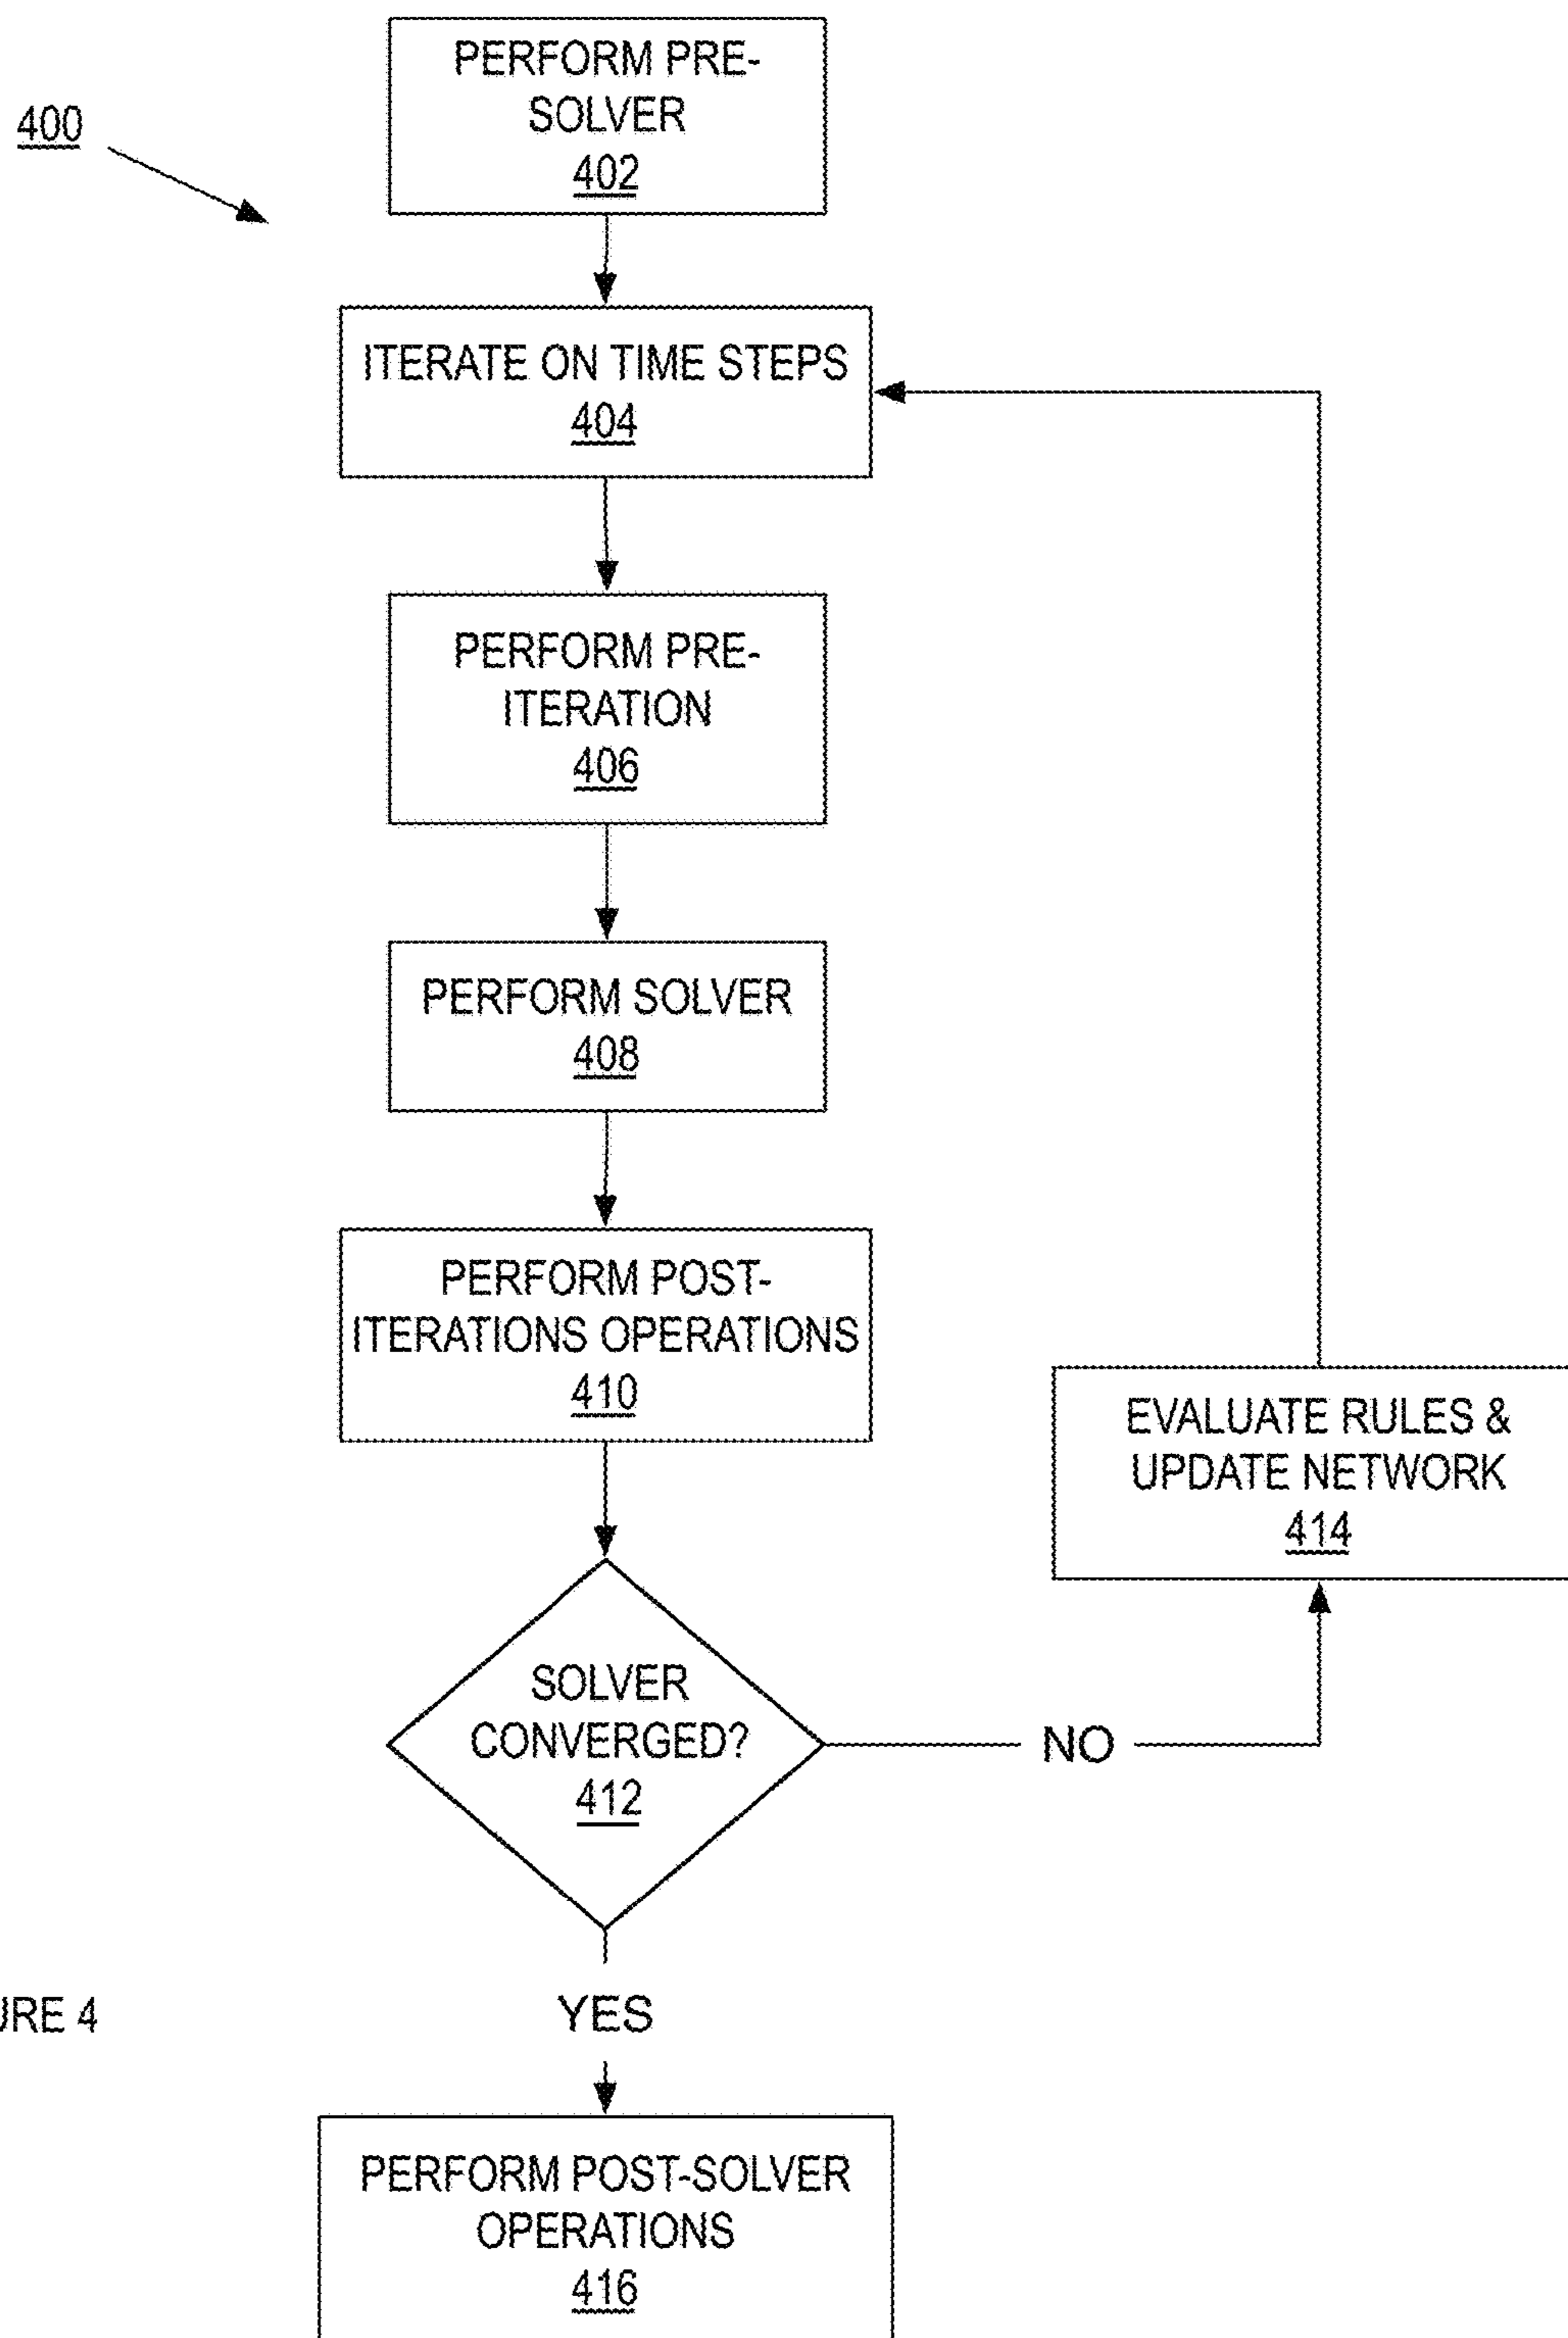 PERFORM PRE-
SOLVER
402
400
ITERATE ON TIME STEPS
404
PERFORM PRE-
ITERATION
406
PERFORM SOLVER
408
PERFORM POST-
ITERATIONS OPERATIONS
410
EVALUATE RULES &
UPDATE NETWORK
414
SOLVER
CONVERGED?
412
NO
YES
URE 4
PERFORM POST-SOLVER
OPERATIONS
416